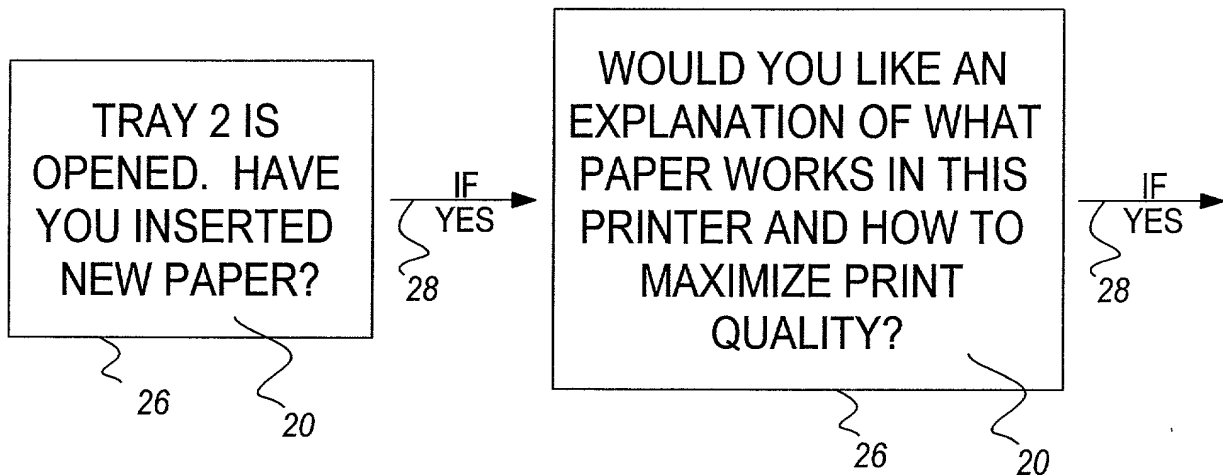 TRAY 2 IS
OPENED. HAVE
YOU INSERTED
NEW PAPER?
26
20
IF
YES
28
WOULD YOU LIKE AN
EXPLANATION OF WHAT
PAPER WORKS IN THIS
PRINTER AND HOW TO
MAXIMIZE PRINT
QUALITY?
26
20
IF
YES
28